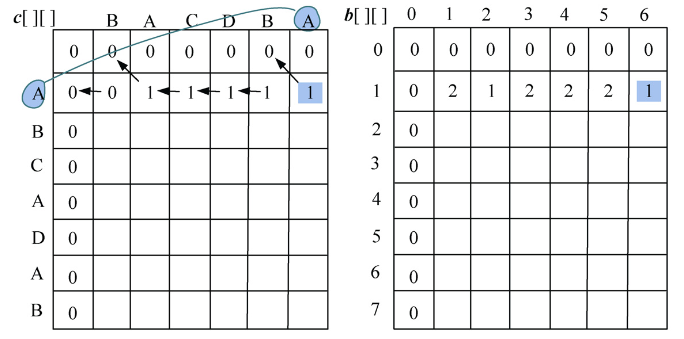 c[ ][ ] B A C D B A
0 0 0 0 0 0 0
A 0 0 1 1 1 1 1
B 0
C 0
A 0
D 0
A 0
B 0
b[ ][ ] 0 1 2 3 4 5 6
0 0 0 0 0 0 0 0
1 0 2 1 2 2 2 1
2 0
3 0
4 0
5 0
6 0
7 0